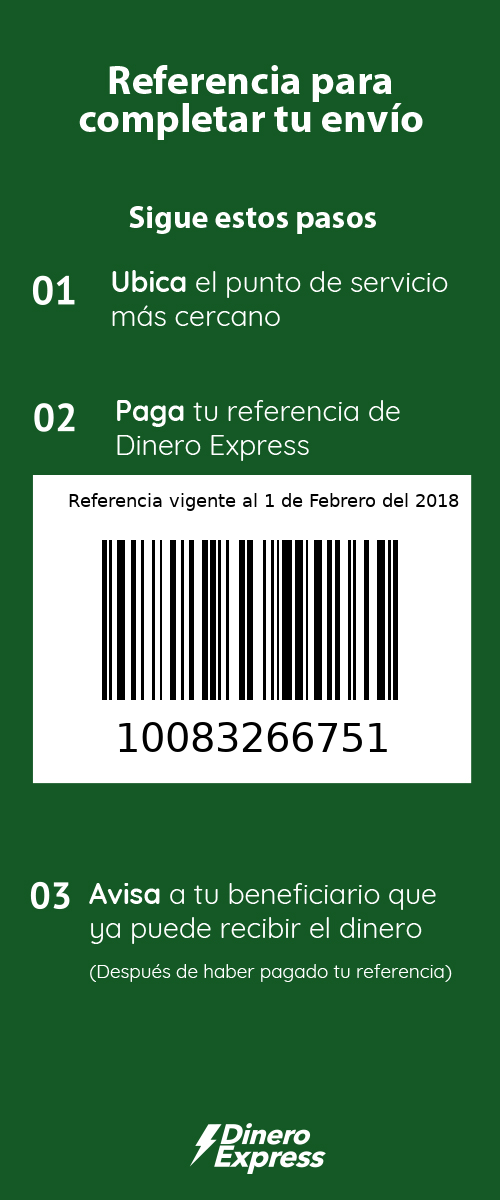 Referencia para
completar tu envío
Sigue estos pasos
01 Ubica el punto de servicio
más cercano
02 Paga tu referencia de
Dinero Express
Referencia vigente al 1 de Febrero del 2018
10083266751
03 Avisa a tu beneficiario que
ya puede recibir el dinero
(Después de haber pagado tu referencia)
Dinero
Express